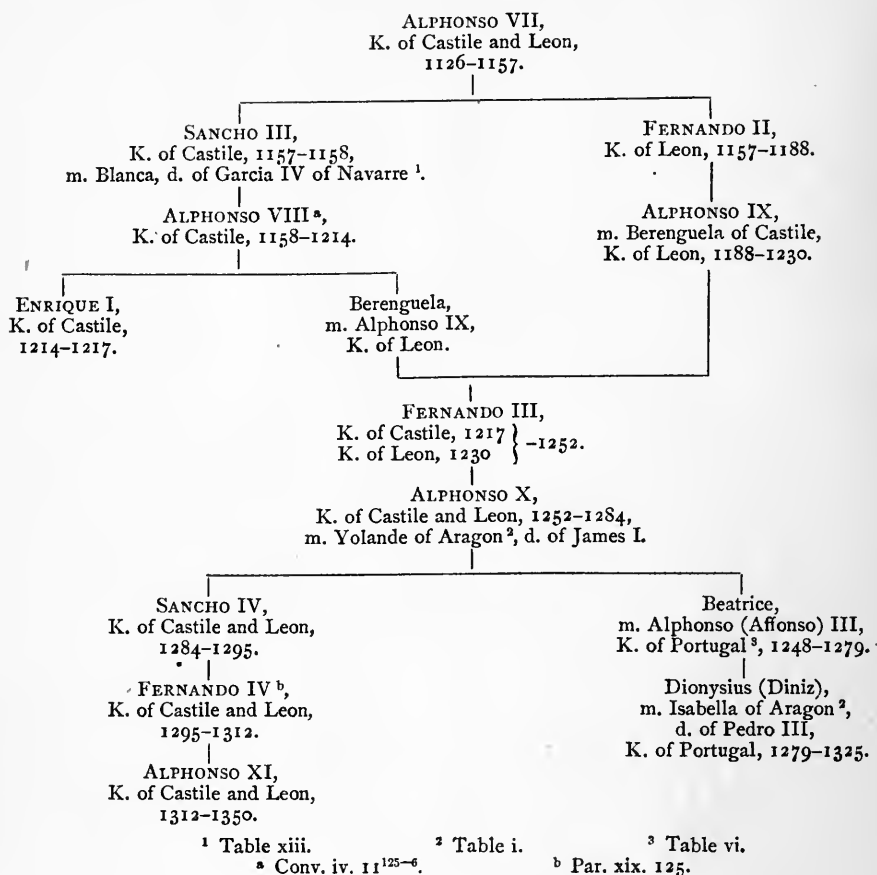 ALPHONSO VII,
K. of Castile and Leon,
1126–1157.
SANCHO III,
K. of Castile, 1157–1158,
m. Blanca, d. of Garcia IV of Navarre ¹.
ALPHONSO VIII ᵃ,
K. of Castile, 1158–1214.
FERNANDO II,
K. of Leon, 1157–1188.
ALPHONSO IX,
m. Berenguela of Castile,
K. of Leon, 1188–1230.
ENRIQUE I,
K. of Castile,
1214–1217.
Berenguela,
m. Alphonso IX,
K. of Leon.
FERNANDO III,
K. of Castile, 1217 } –1252.
K. of Leon, 1230
ALPHONSO X,
K. of Castile and Leon, 1252–1284,
m. Yolande of Aragon ², d. of James I.
SANCHO IV,
K. of Castile and Leon,
1284–1295.
FERNANDO IV ᵇ,
K. of Castile and Leon,
1295–1312.
ALPHONSO XI,
K. of Castile and Leon,
1312–1350.
Beatrice,
m. Alphonso (Affonso) III,
K. of Portugal ³, 1248–1279.
Dionysius (Diniz),
m. Isabella of Aragon ²,
d. of Pedro III,
K. of Portugal, 1279–1325.
¹ Table xiii. ² Table i. ³ Table vi.
ᵃ Conv. iv. 11¹²⁵⁻⁶. ᵇ Par. xix. 125.